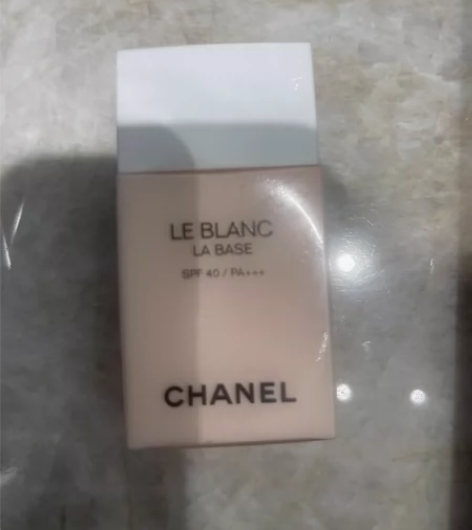 LE BLANC
LA BASE
SPF 40 / PA+++
CHANEL